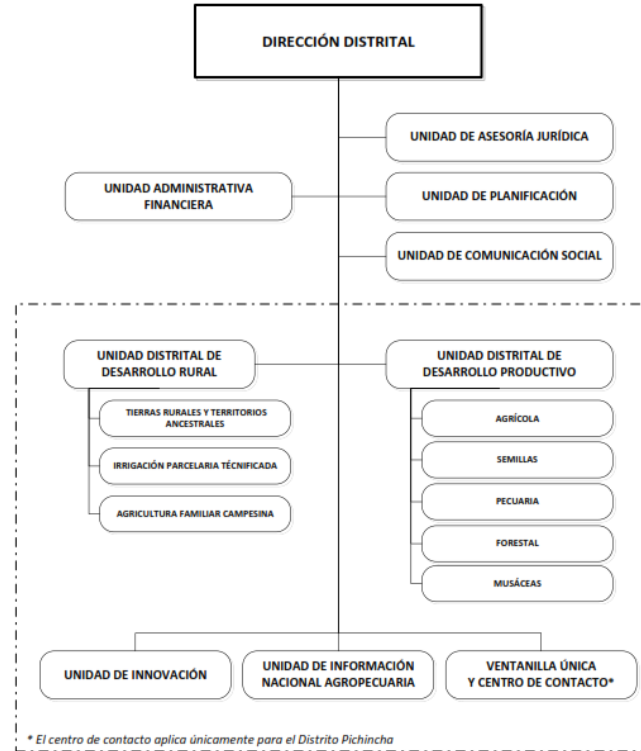 DIRECCIÓN DISTRITAL
UNIDAD DE ASESORÍA JURÍDICA
UNIDAD ADMINISTRATIVA
FINANCIERA
UNIDAD DE PLANIFICACIÓN
UNIDAD DE COMUNICACIÓN SOCIAL
UNIDAD DISTRITAL DE
DESARROLLO RURAL
TIERRAS RURALES Y TERRITORIOS
ANCESTRALES
IRRIGACIÓN PARCELARIA TÉCNIFICADA
AGRICULTURA FAMILIAR CAMPESINA
UNIDAD DISTRITAL DE
DESARROLLO PRODUCTIVO
AGRÍCOLA
SEMILLAS
PECUARIA
FORESTAL
MUSÁCEAS
UNIDAD DE INNOVACIÓN
UNIDAD DE INFORMACIÓN
NACIONAL AGROPECUARIA
VENTANILLA ÚNICA
Y CENTRO DE CONTACTO*
* El centro de contacto aplica únicamente para el Distrito Pichincha